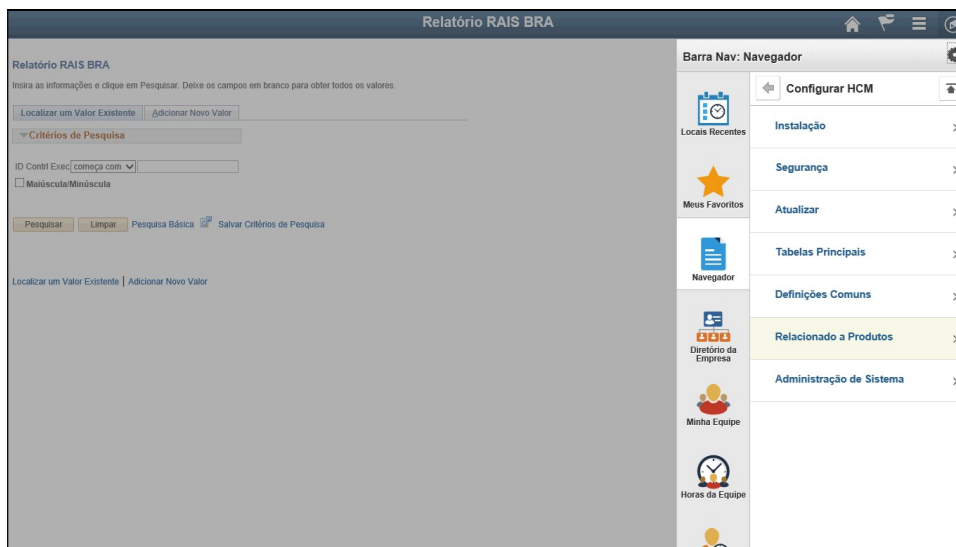 Relatório RAIS BRA
Relatório RAIS BRA
Insira as informações e clique em Pesquisar. Deixe os campos em branco para obter todos os valores.
Localizar um Valor Existente
Adicionar Novo Valor
Critérios de Pesquisa
ID Contrl Exec começa com
Maiúscula/Minúscula
Pesquisar
Limpar
Pesquisa Básica
Salvar Critérios de Pesquisa
Localizar um Valor Existente | Adicionar Novo Valor
Barra Nav: Navegador
Locais Recentes
Meus Favoritos
Navegador
Diretório da
Empresa
Minha Equipe
Horas da Equipe
Configurar HCM
Instalação
Segurança
Atualizar
Tabelas Principais
Definições Comuns
Relacionado a Produtos
Administração de Sistema